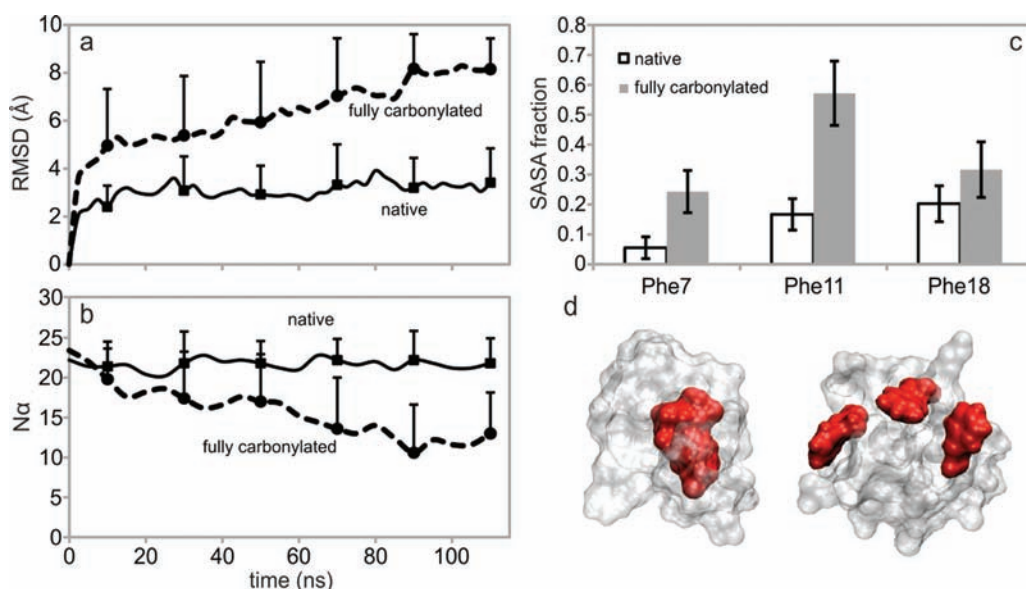 a
RMSD (Å)
10
8
6
4
2
0
fully carbonylated
native
b
Nα
30
25
20
15
10
5
0
native
fully carbonylated
0 20 40 60 80 100
time (ns)
c
SASA fraction
0.8
0.7
0.6
0.5
0.4
0.3
0.2
0.1
0
native
fully carbonylated
Phe7 Phe11 Phe18
d